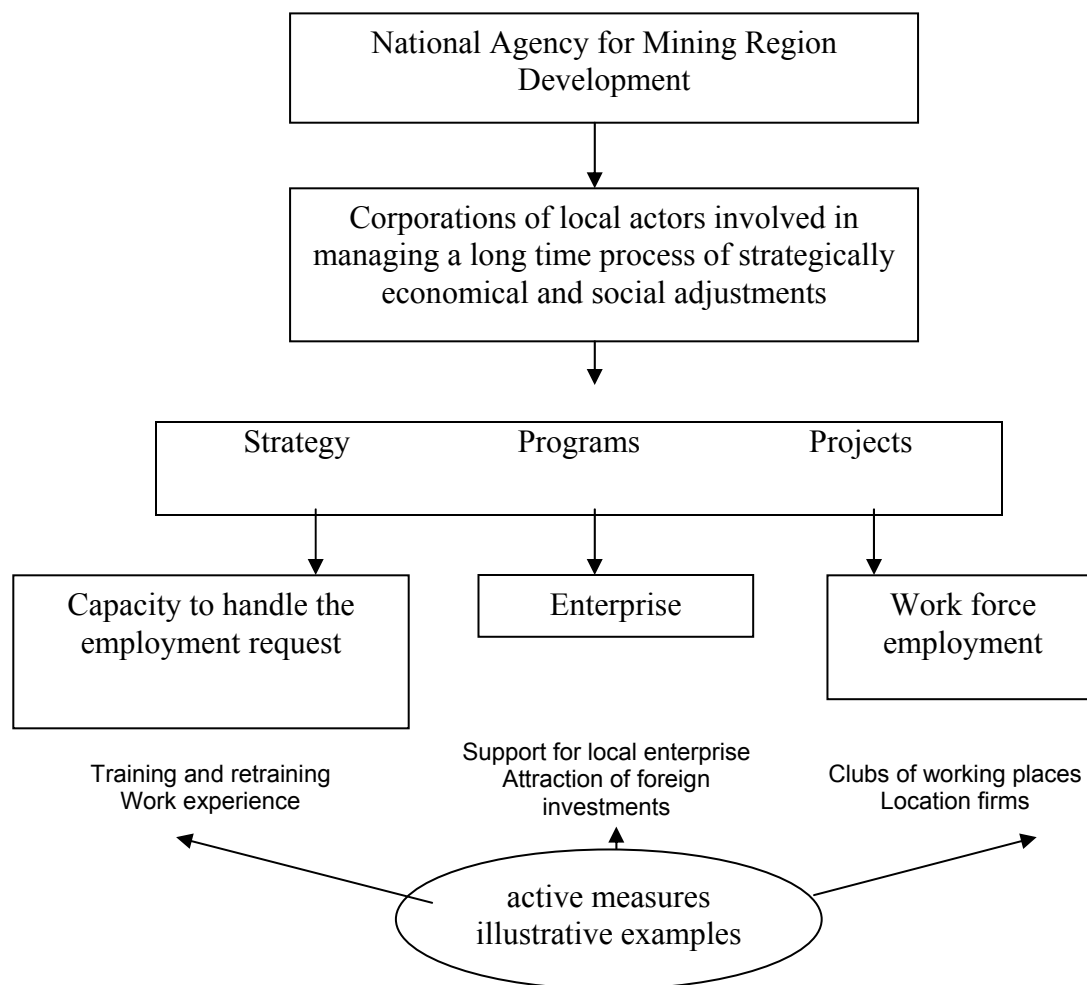 National Agency for Mining Region
Development
Corporations of local actors involved in
managing a long time process of strategically
economical and social adjustments
Strategy Programs Projects
Capacity to handle the
employment request
Enterprise
Work force
employment
Training and retraining
Work experience
Support for local enterprise
Attraction of foreign
investments
Clubs of working places
Location firms
active measures
illustrative examples